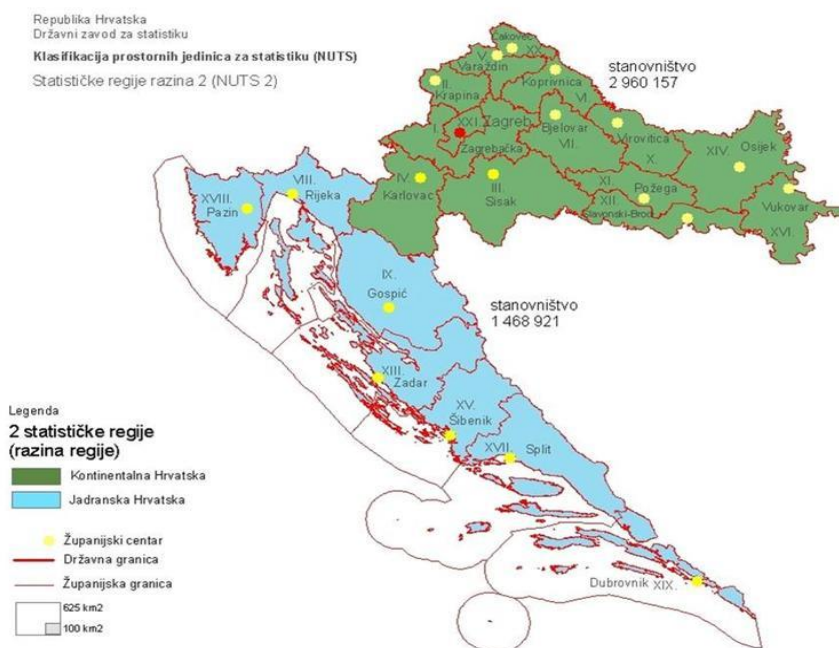 Republika Hrvatska
Državni zavod za statistiku
Klasifikacija prostornih jedinica za statistiku (NUTS)
Statističke regije razina 2 (NUTS 2)
stanovništvo
2 960 157
Čakovec
XX.
V.
Varaždin
II.
Krapina
Koprivnica
VI.
I.
XXI.
Zagreb
Zagrebačka
Bjelovar
VII.
Virovitica
X.
XIV.
Osijek
IV.
Karlovac
III.
Sisak
XI.
Požega
XII.
Slavonski-Brod
Vukovar
XVI.
XVIII.
Pazin
VIII.
Rijeka
IX.
Gospić
stanovništvo
1 468 921
XIII.
Zadar
XV.
Šibenik
XVII.
Split
Dubrovnik
XIX.
Legenda
2 statističke regije
(razina regije)
Kontinentalna Hrvatska
Jadranska Hrvatska
Županijski centar
Državna granica
Županijska granica
625 km2
100 km2